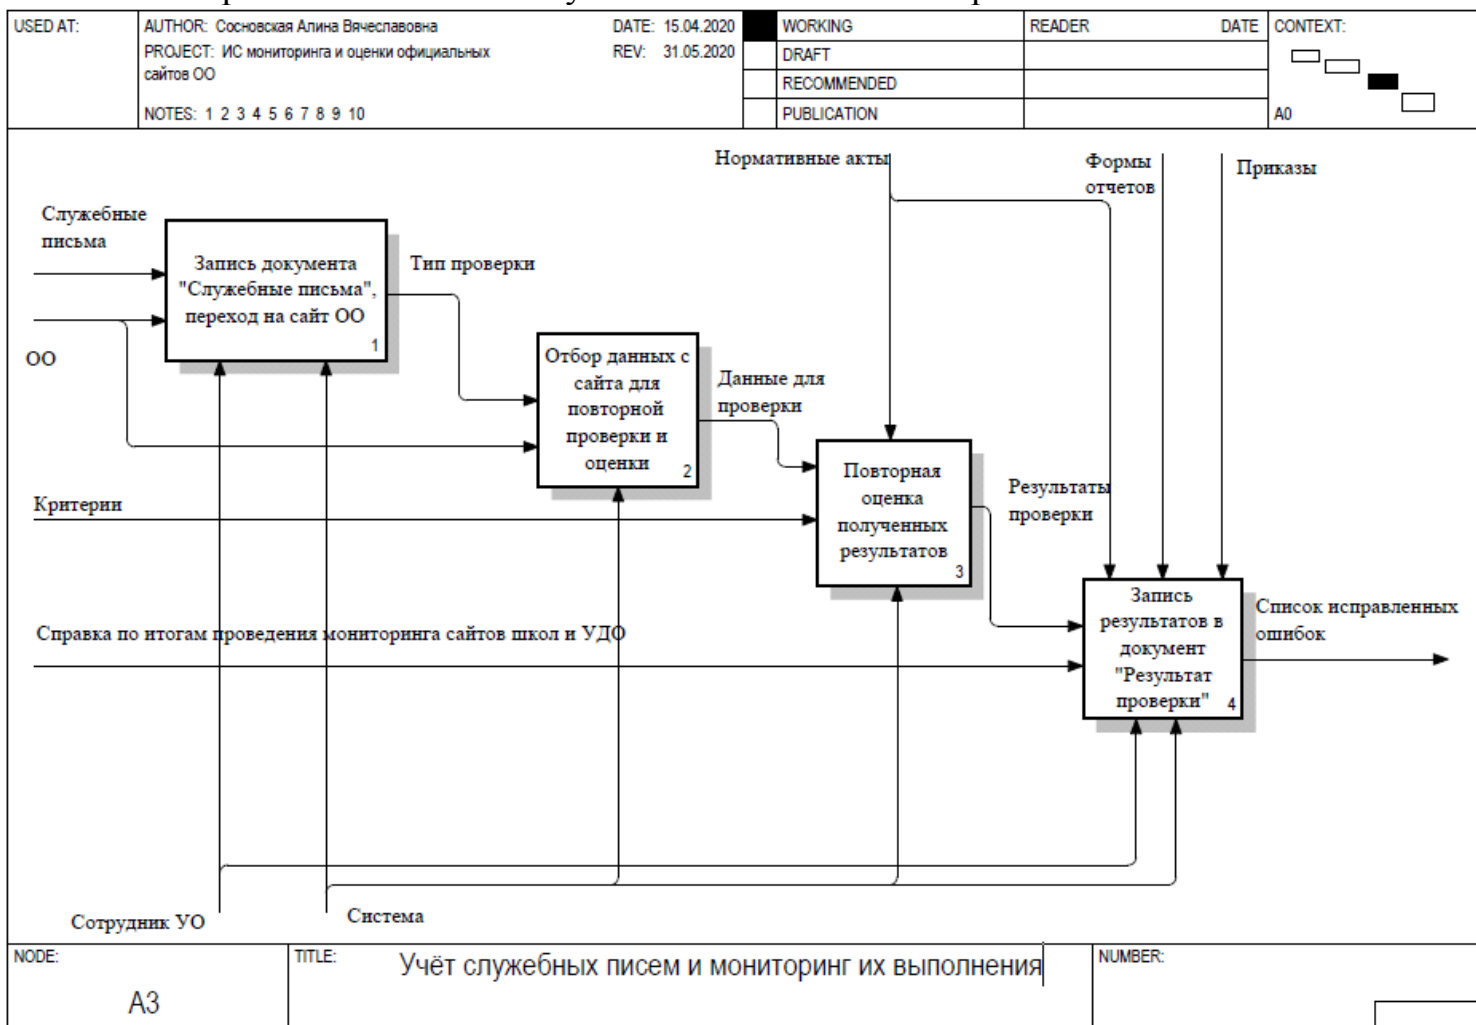 USED AT:
AUTHOR: Сосновская Алина Вячеславовна
DATE: 15.04.2020
PROJECT: ИС мониторинга и оценки официальных
сайтов ОО
REV: 31.05.2020
NOTES: 1 2 3 4 5 6 7 8 9 10
WORKING
DRAFT
RECOMMENDED
PUBLICATION
READER
DATE
CONTEXT:
A0
Нормативные акты
Формы
отчетов
Приказы
Служебные
письма
ОО
Запись документа
"Служебные письма",
переход на сайт ОО
1
Тип проверки
Отбор данных с
сайта для
повторной
проверки и
оценки
2
Данные для
проверки
Критерии
Повторная
оценка
полученных
результатов
3
Результаты
проверки
Справка по итогам проведения мониторинга сайтов школ и УДО
Запись
результатов в
документ
"Результат
проверки"
4
Список исправленных
ошибок
Сотрудник УО
Система
NODE:
A3
TITLE:
Учёт служебных писем и мониторинг их выполнения
NUMBER: